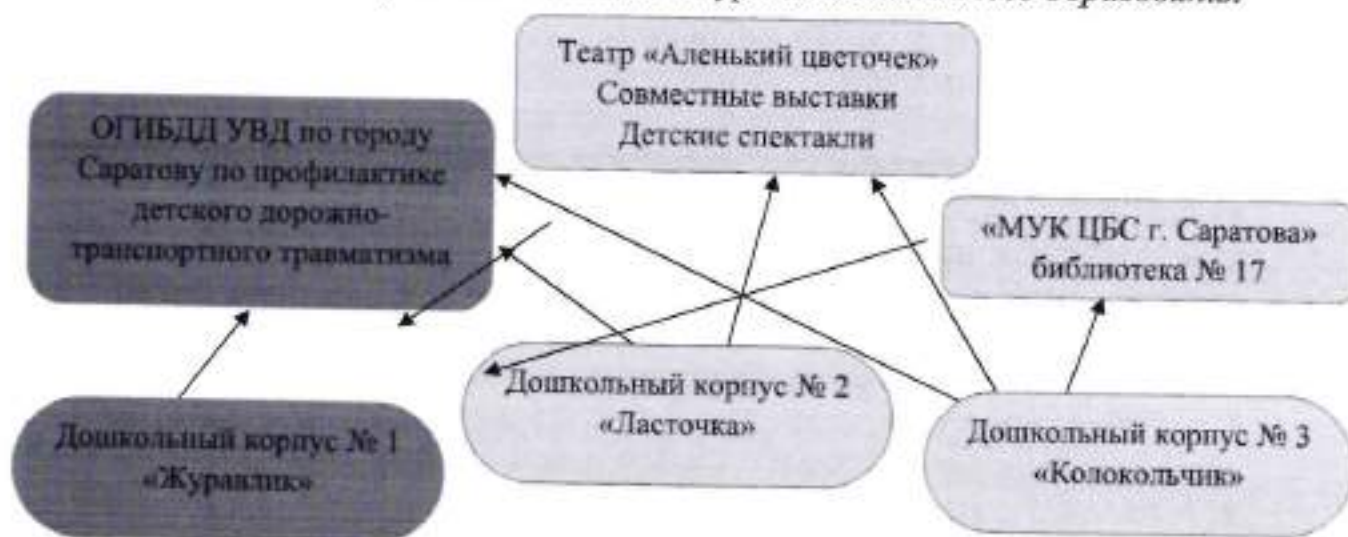 образования.
Театр «Аленький цветочек»
Совместные выставки
Детские спектакли
ОГИБДД УВД по городу
Саратову по профилактике
детского дорожно-
транспортного травматизма
«МУК ЦБС г. Саратова»
библиотека № 17
Дошкольный корпус № 1
«Журавлик»
Дошкольный корпус № 2
«Ласточка»
Дошкольный корпус № 3
«Колокольчик»